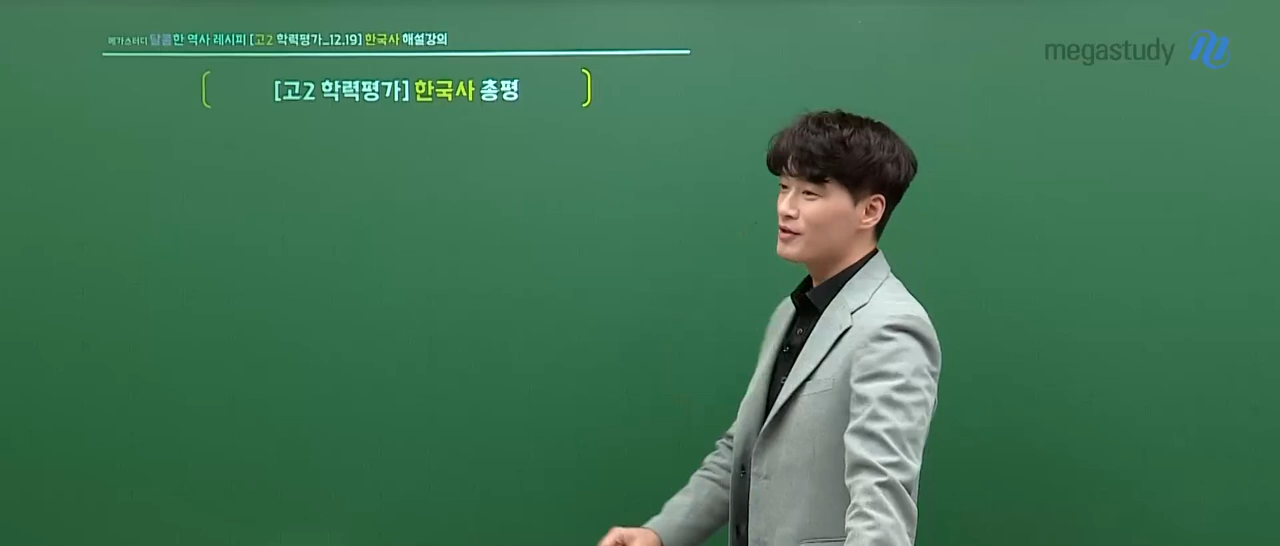 메가스터디 달콤한 역사 레시피 [고2 학력평가_12.19] 한국사 해설강의
megastudy
[고2 학력평가] 한국사 총평